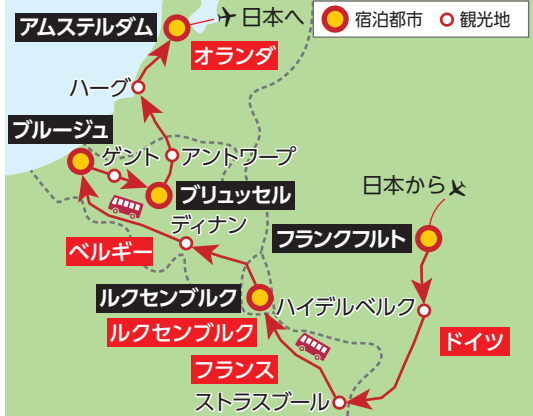 アムステルダム
日本へ
宿泊都市
観光地
オランダ
ハーグ
ブルージュ
ゲント
アントワープ
ブリュッセル
日本から
ディナン
フランクフルト
ベルギー
ルクセンブルク
ハイデルベルク
ルクセンブルク
ドイツ
フランス
ストラスブール